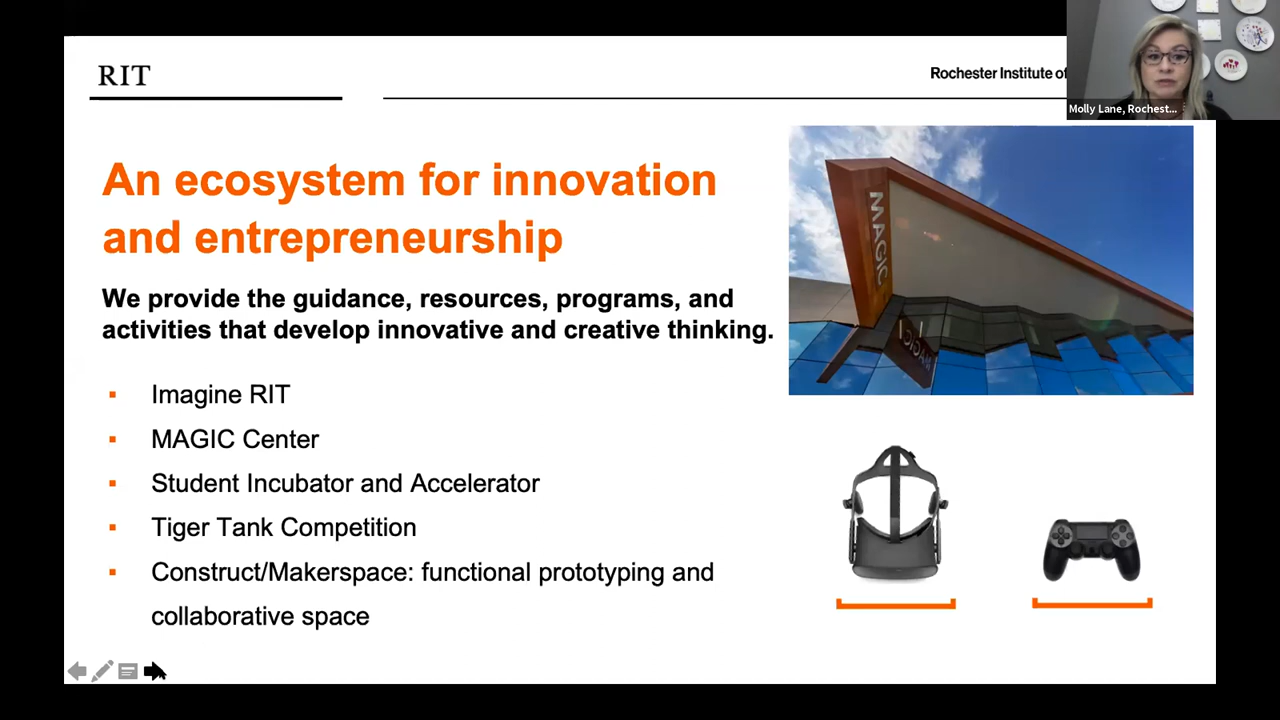 RIT
Rochester Institute of
Molly Lane, Rochest...
An ecosystem for innovation
and entrepreneurship
We provide the guidance, resources, programs, and
activities that develop innovative and creative thinking.
▪ Imagine RIT
▪ MAGIC Center
▪ Student Incubator and Accelerator
▪ Tiger Tank Competition
▪ Construct/Makerspace: functional prototyping and
collaborative space
MAGIC
MAGIC